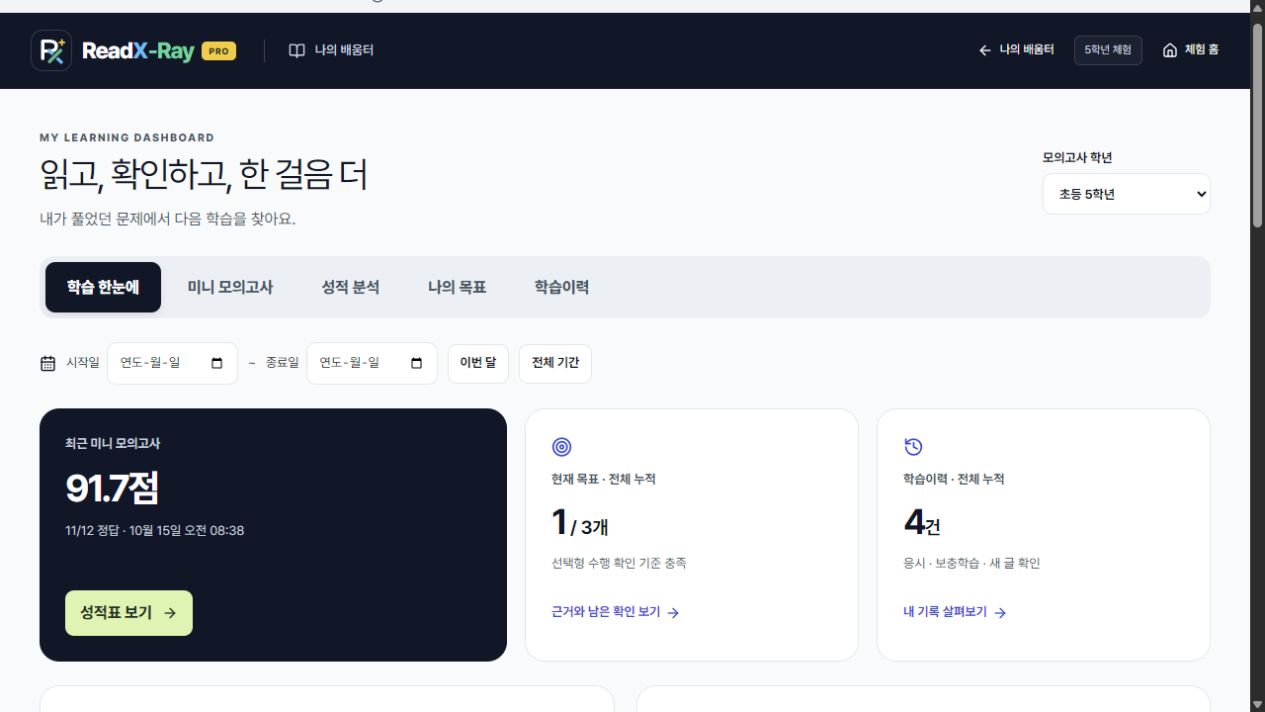 ReadX-Ray PRO 나의 배움터
← 나의 배움터 5학년 체험 체험 홈
MY LEARNING DASHBOARD
읽고, 확인하고, 한 걸음 더
내가 풀었던 문제에서 다음 학습을 찾아요.
모의고사 학년
초등 5학년
학습 한눈에 미니 모의고사 성적 분석 나의 목표 학습이력
시작일 연도-월-일 ~ 종료일 연도-월-일 이번 달 전체 기간
최근 미니 모의고사
91.7점
11/12 정답 · 10월 15일 오전 08:38
성적표 보기 →
현재 목표 · 전체 누적
1 / 3개
선택형 수행 확인 기준 충족
근거와 남은 확인 보기 →
학습이력 · 전체 누적
4건
응시 · 보충학습 · 새 글 확인
내 기록 살펴보기 →